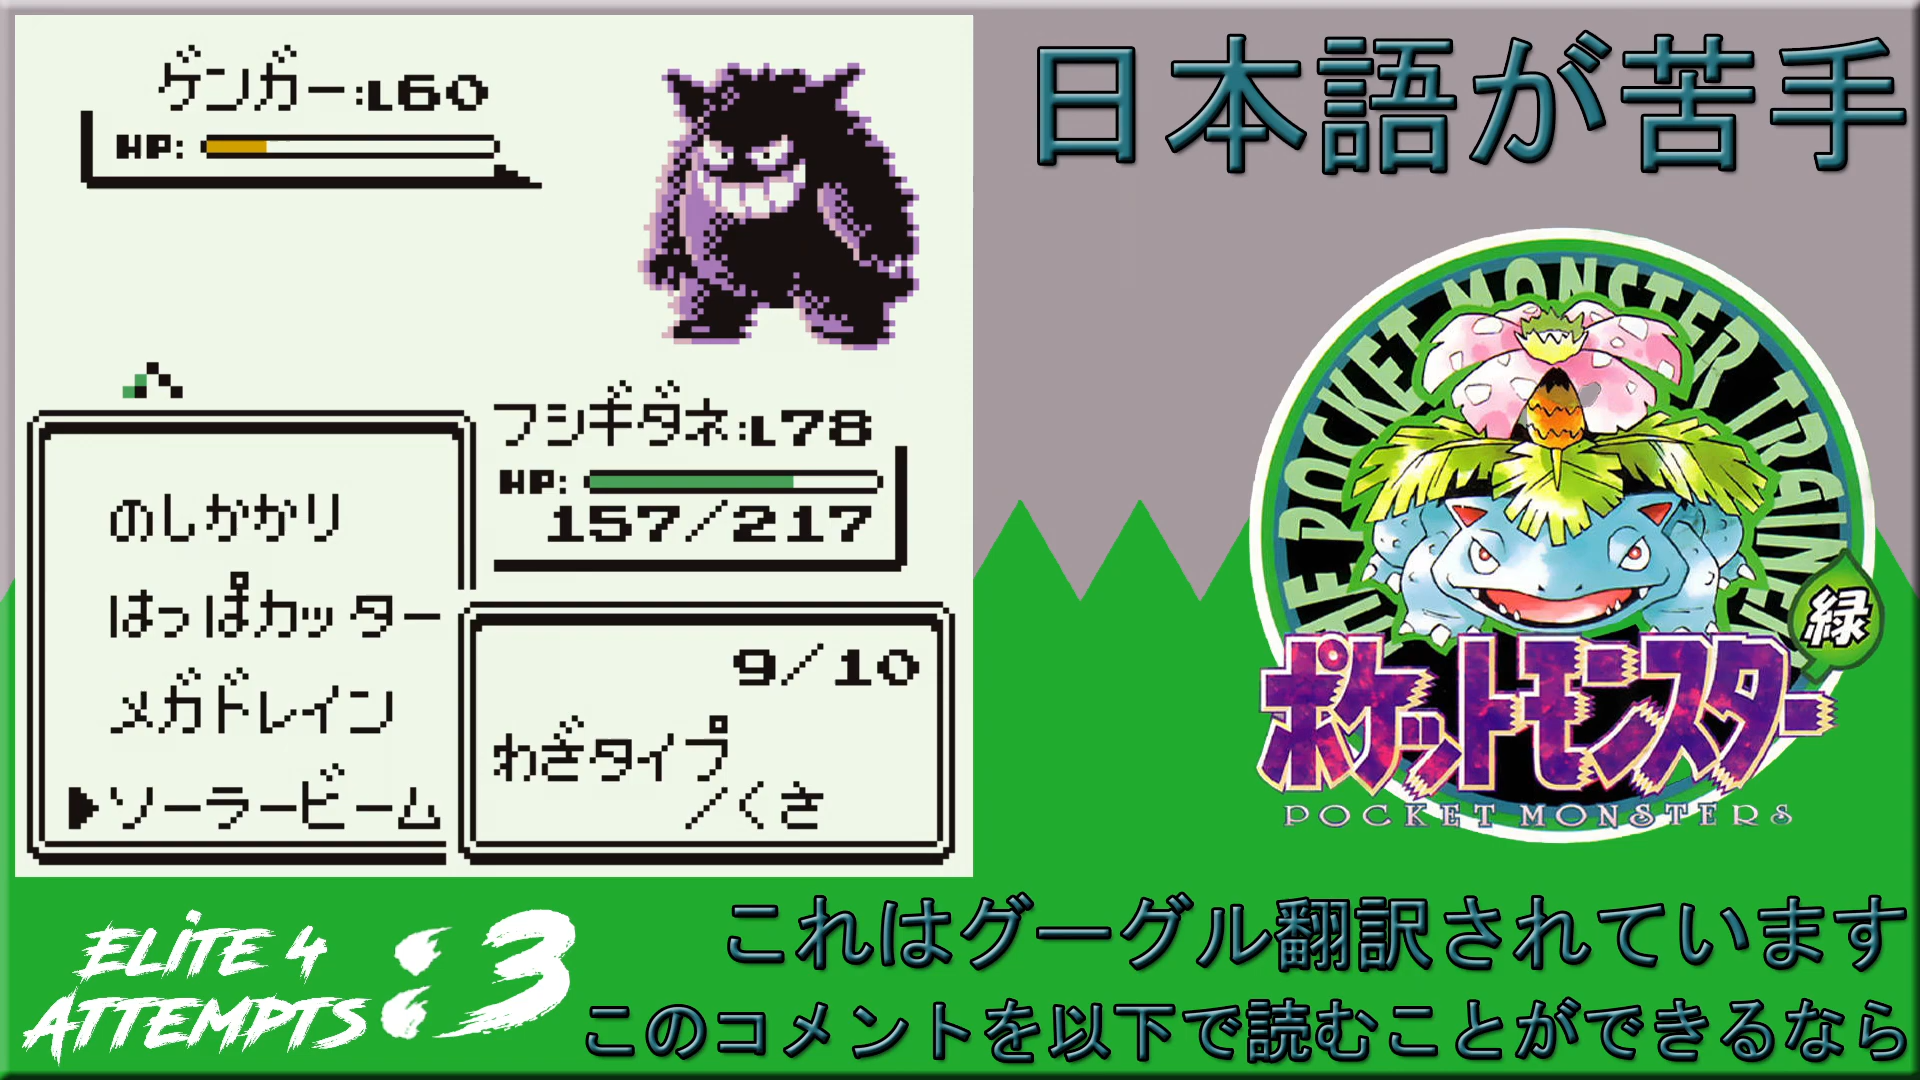 ゲンガー:L60
HP:
フシギダネ:L78
HP:
157/217
のしかかり
はっぱカッター
メガドレイン
▶ソーラービーム
9/10
わざタイプ
/くさ
日本語が苦手
THE POCKET MONSTER TRAINER
緑
ポケットモンスター
POCKET MONSTERS
ELITE 4
ATTEMPTS:3
これはグーグル翻訳されています
このコメントを以下で読むことができるなら